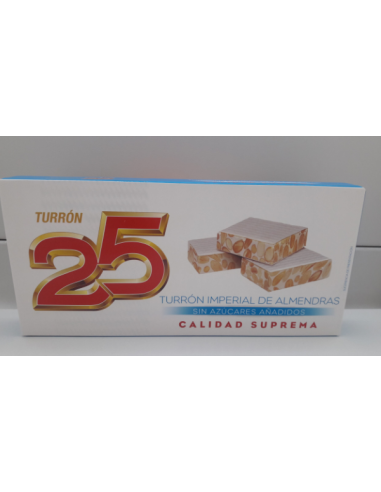 TURRÓN
25
TURRÓN IMPERIAL DE ALMENDRAS
SIN AZÚCARES AÑADIDOS
CALIDAD SUPREMA